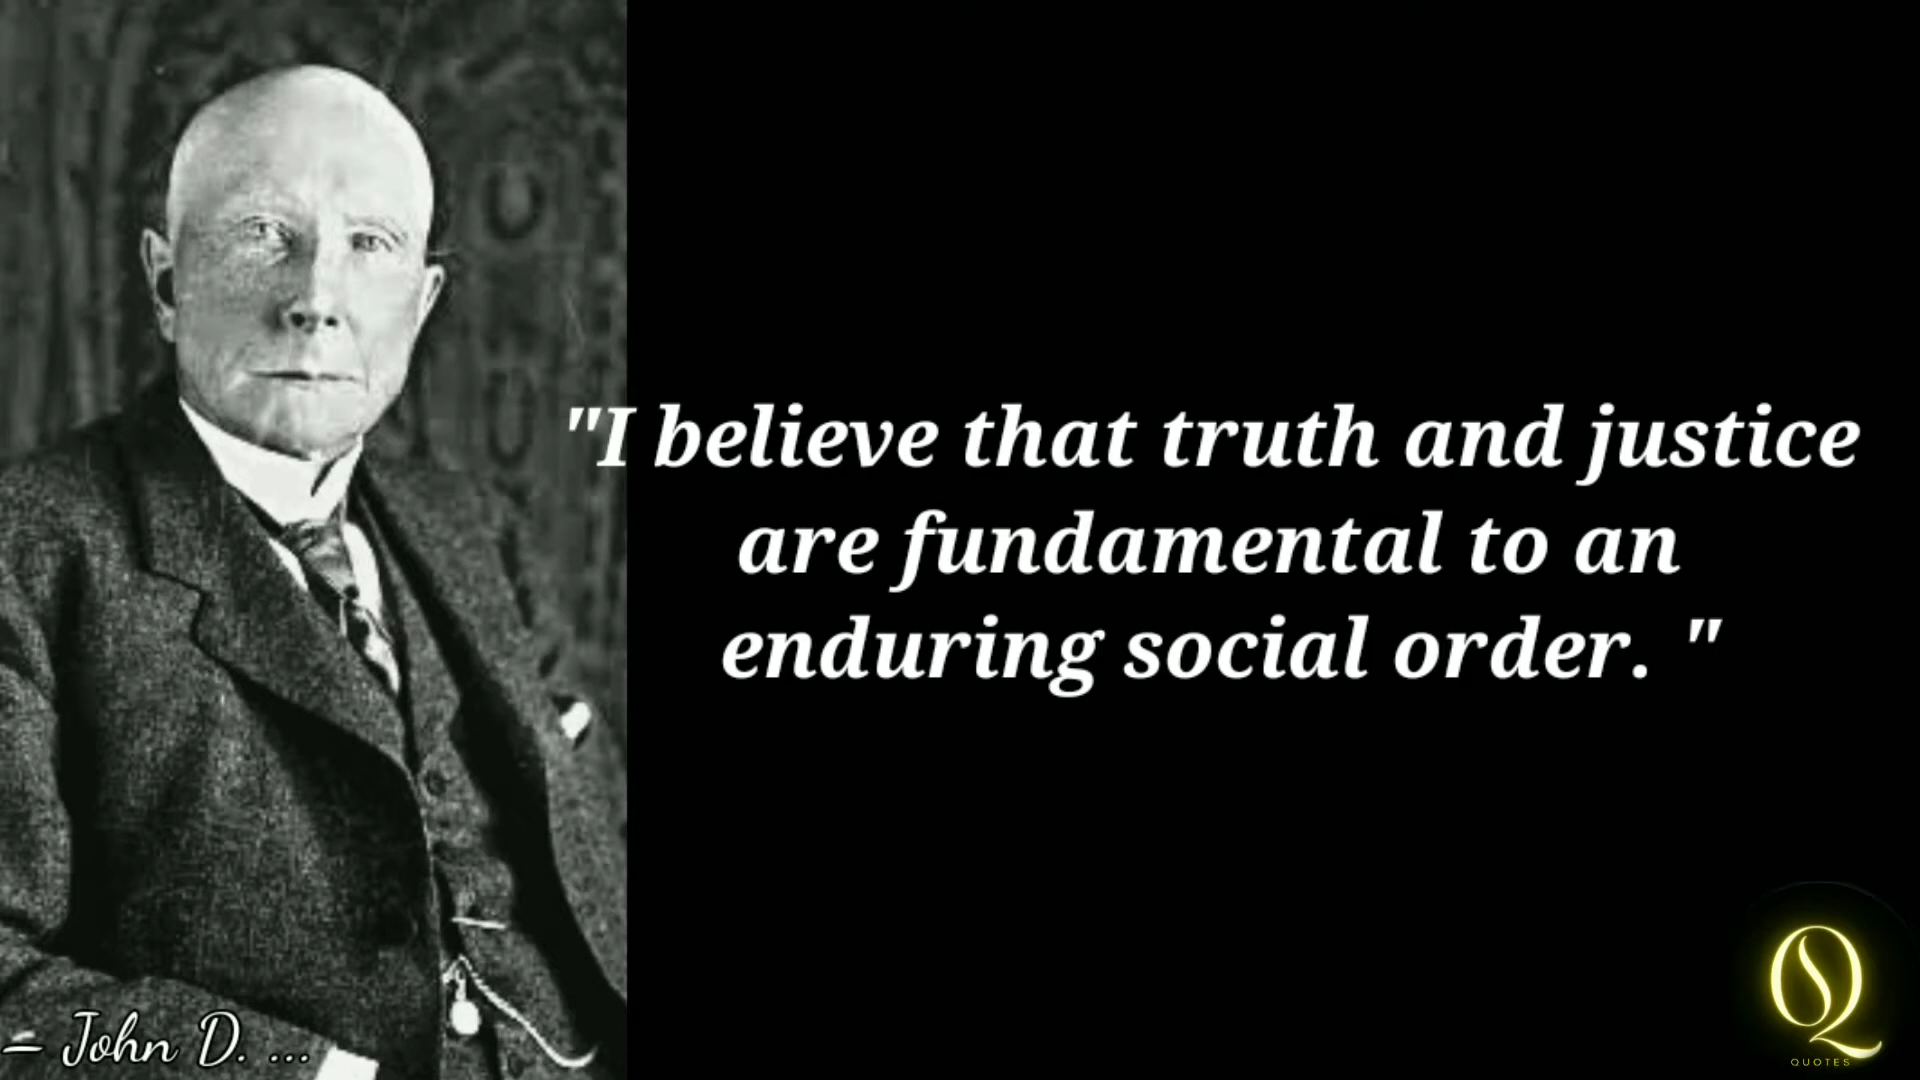 "I believe that truth and justice
are fundamental to an
enduring social order. "
– John D. ...
Q
QUOTES